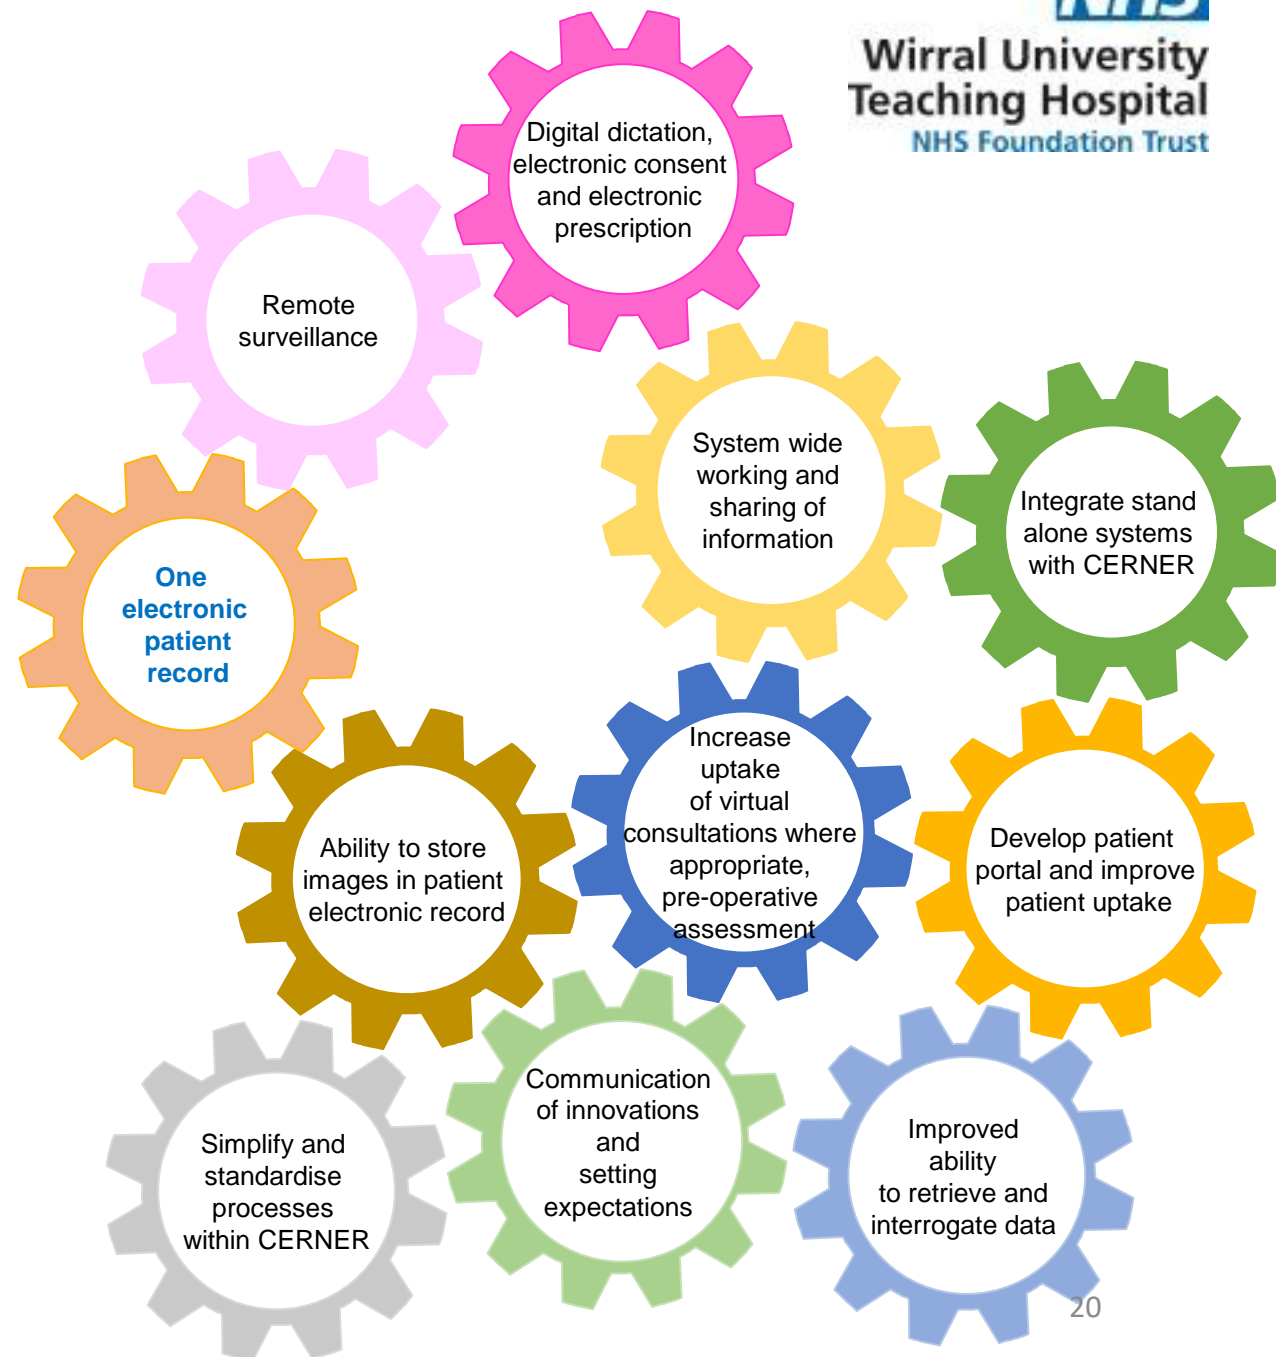 NHS
Wirral University
Teaching Hospital
NHS Foundation Trust
Digital dictation,
electronic consent
and electronic
prescription
Remote
surveillance
System wide
working and
sharing of
information
Integrate stand
alone systems
with CERNER
One
electronic
patient
record
Increase
uptake
of virtual
consultations where
appropriate,
pre-operative
assessment
Ability to store
images in patient
electronic record
Develop patient
portal and improve
patient uptake
Communication
of innovations
and
setting
expectations
Simplify and
standardise
processes
within CERNER
Improved
ability
to retrieve and
interrogate data
20